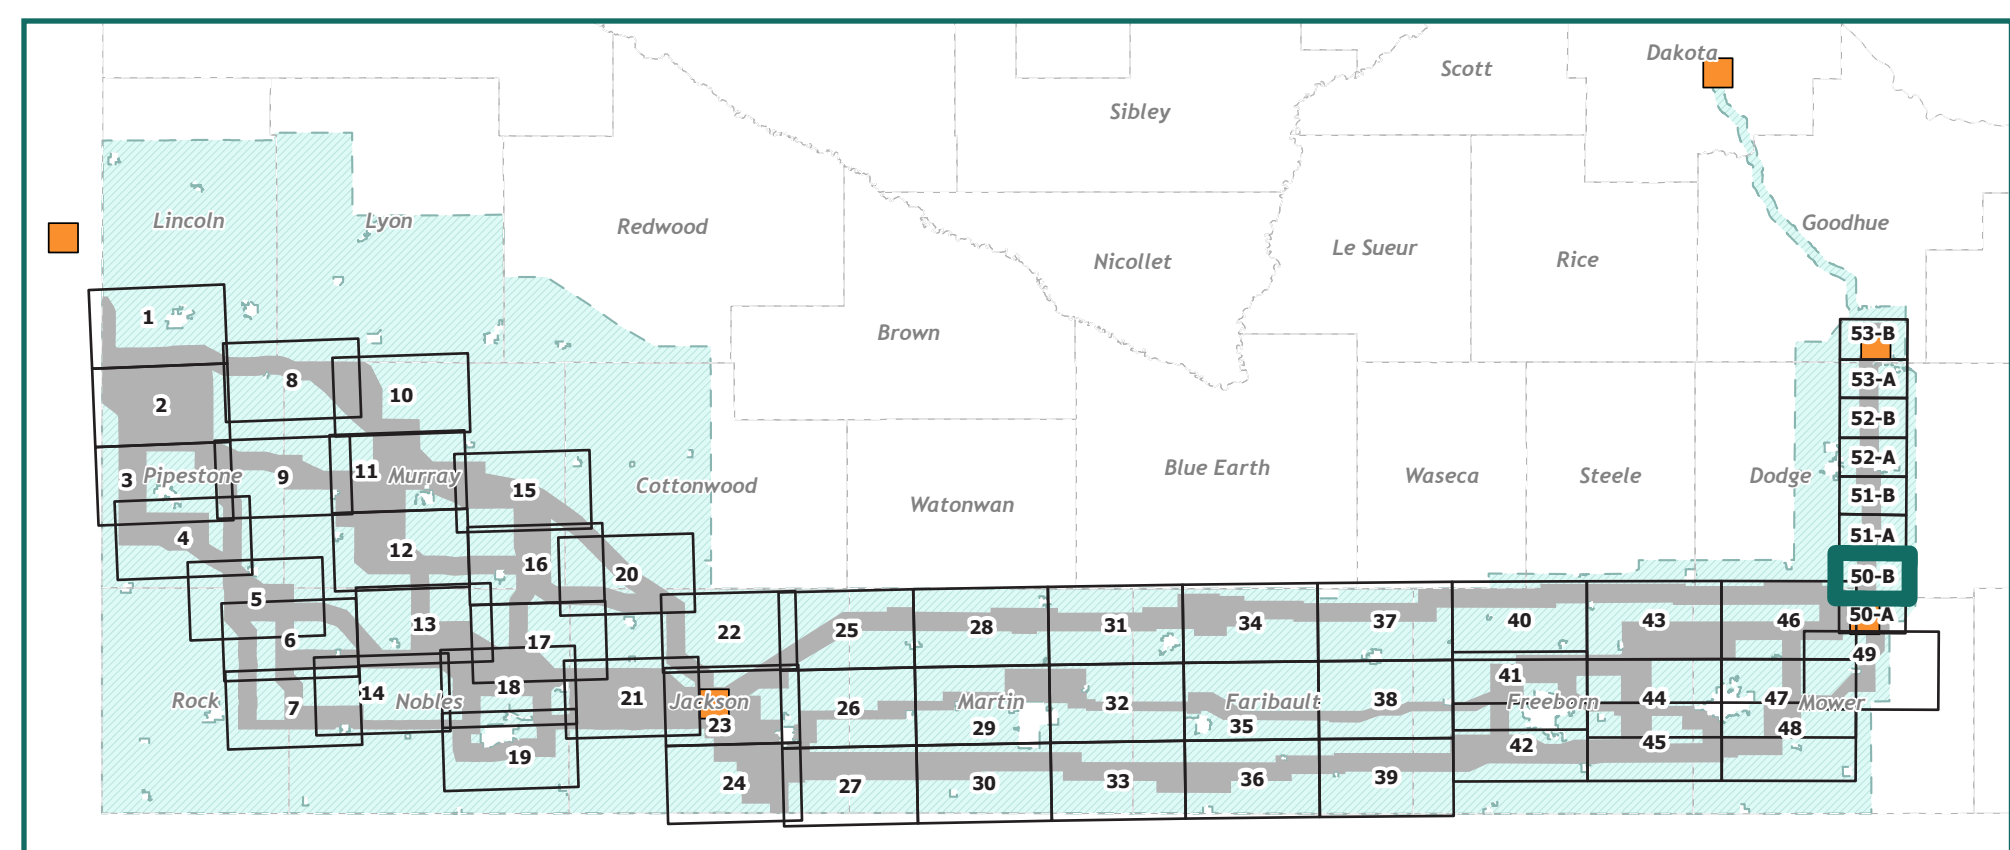 Dakota
Scott
Sibley
Lincoln
Lyon
Redwood
Goodhue
Le Sueur
Nicollet
Rice
1
Brown
53-B
8
10
53-A
2
52-B
52-A
Blue Earth
11
Murray
3
Pipestone
9
Waseca
Steele
Dodge
Cottonwood
15
51-B
Watonwan
4
51-A
12
16
20
50-B
5
50-A
13
22
25
28
31
34
37
40
43
46
6
17
49
41
18
14
21
26
32
38
44
47
Rock
Nobles
7
Jackson
Martin
Faribault
Freeborn
Mower
23
29
35
48
19
42
45
24
27
30
33
36
39